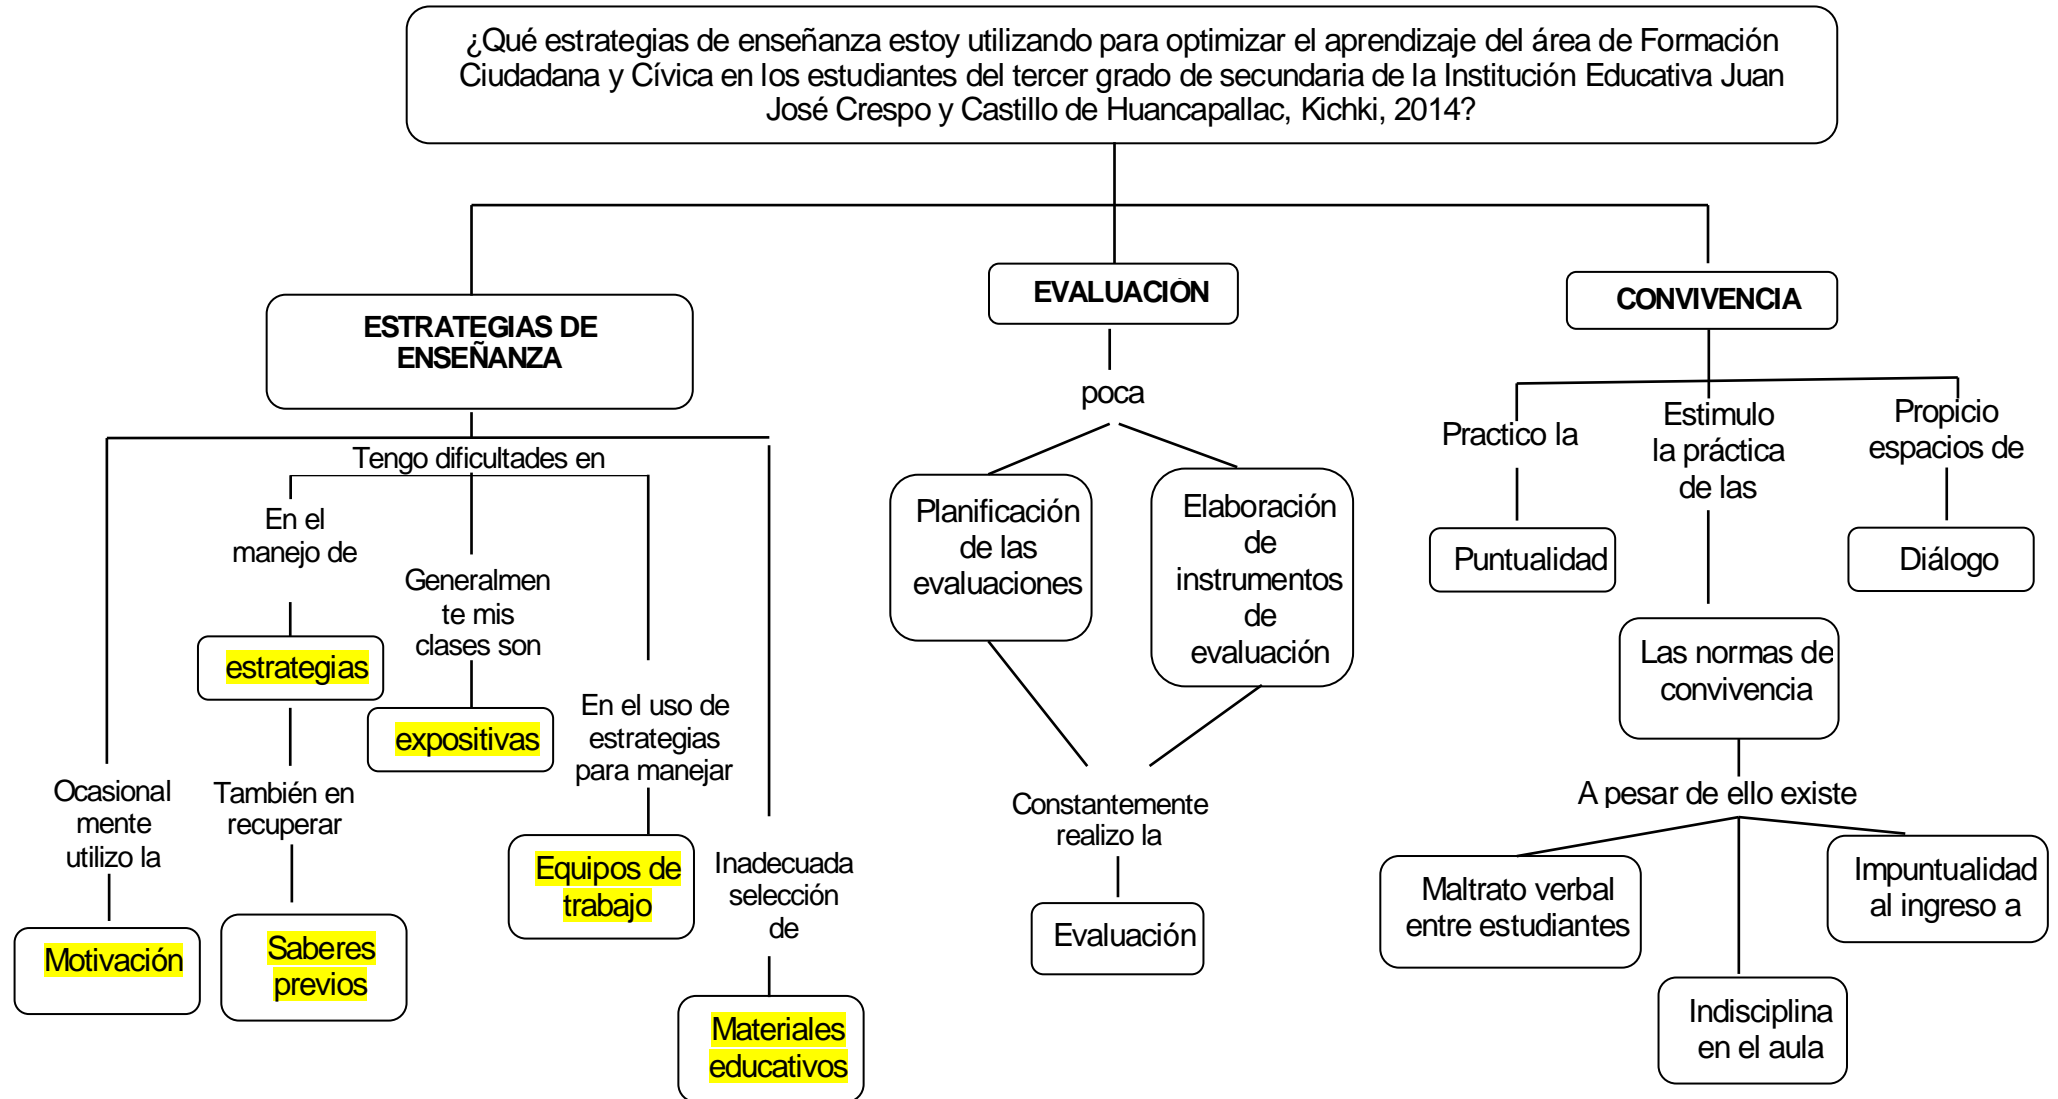 ¿Qué estrategias de enseñanza estoy utilizando para optimizar el aprendizaje del área de Formación
Ciudadana y Cívica en los estudiantes del tercer grado de secundaria de la Institución Educativa Juan
José Crespo y Castillo de Huancapallac, Kichki, 2014?
ESTRATEGIAS DE
ENSEÑANZA
Tengo dificultades en
Ocasional
mente
utilizo la
Motivación
En el
manejo de
estrategias
También en
recuperar
Saberes
previos
Generalmen
te mis
clases son
expositivas
En el uso de
estrategias
para manejar
Equipos de
trabajo
Inadecuada
selección
de
Materiales
educativos
EVALUACIÓN
poca
Planificación
de las
evaluaciones
Elaboración
de
instrumentos
de
evaluación
Constantemente
realizo la
Evaluación
CONVIVENCIA
Practico la
Puntualidad
Estimulo
la práctica
de las
Las normas de
convivencia
Propicio
espacios de
Diálogo
A pesar de ello existe
Maltrato verbal
entre estudiantes
Indisciplina
en el aula
Impuntualidad
al ingreso a